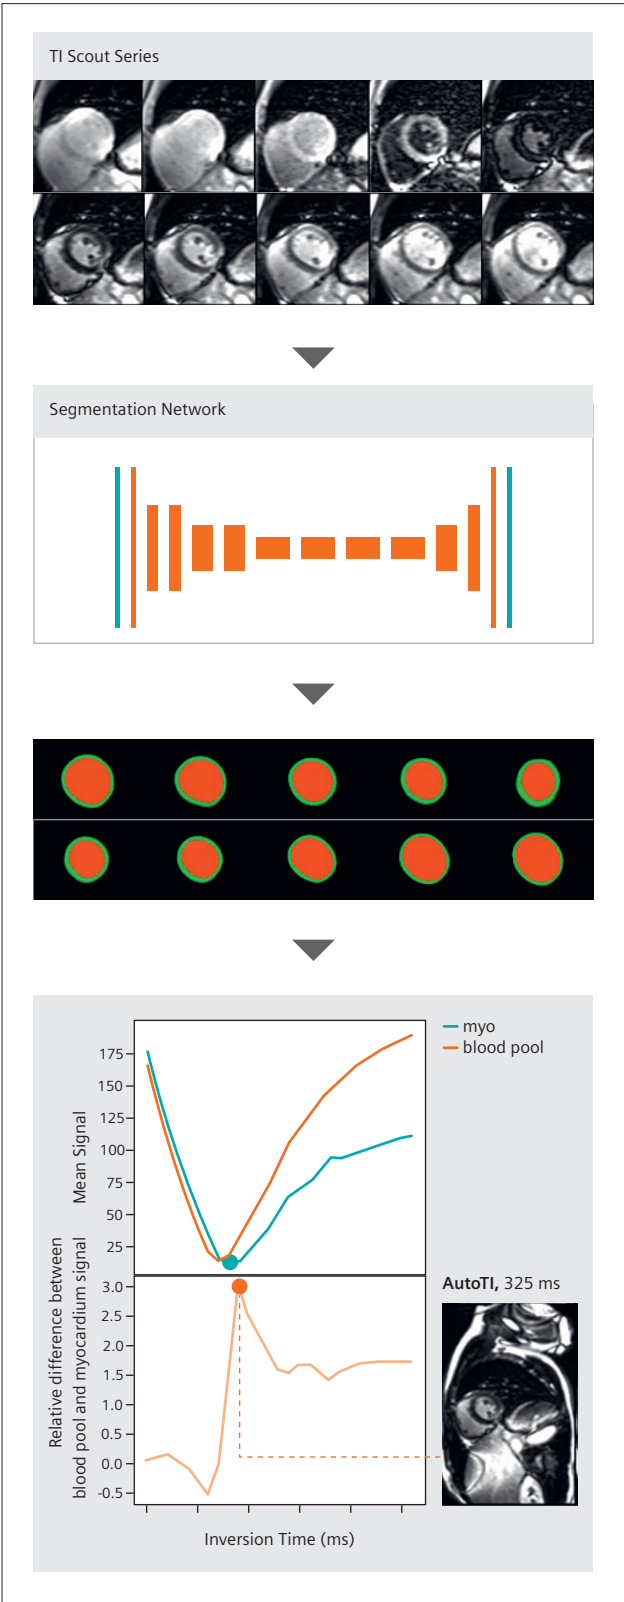 TI Scout Series
Segmentation Network
myo
blood pool
175
150
125
100
75
50
25
Mean Signal
3.0
2.5
2.0
1.5
1.0
0.5
0.0
-0.5
Relative difference between
blood pool and myocardium signal
AutoTI, 325 ms
Inversion Time (ms)